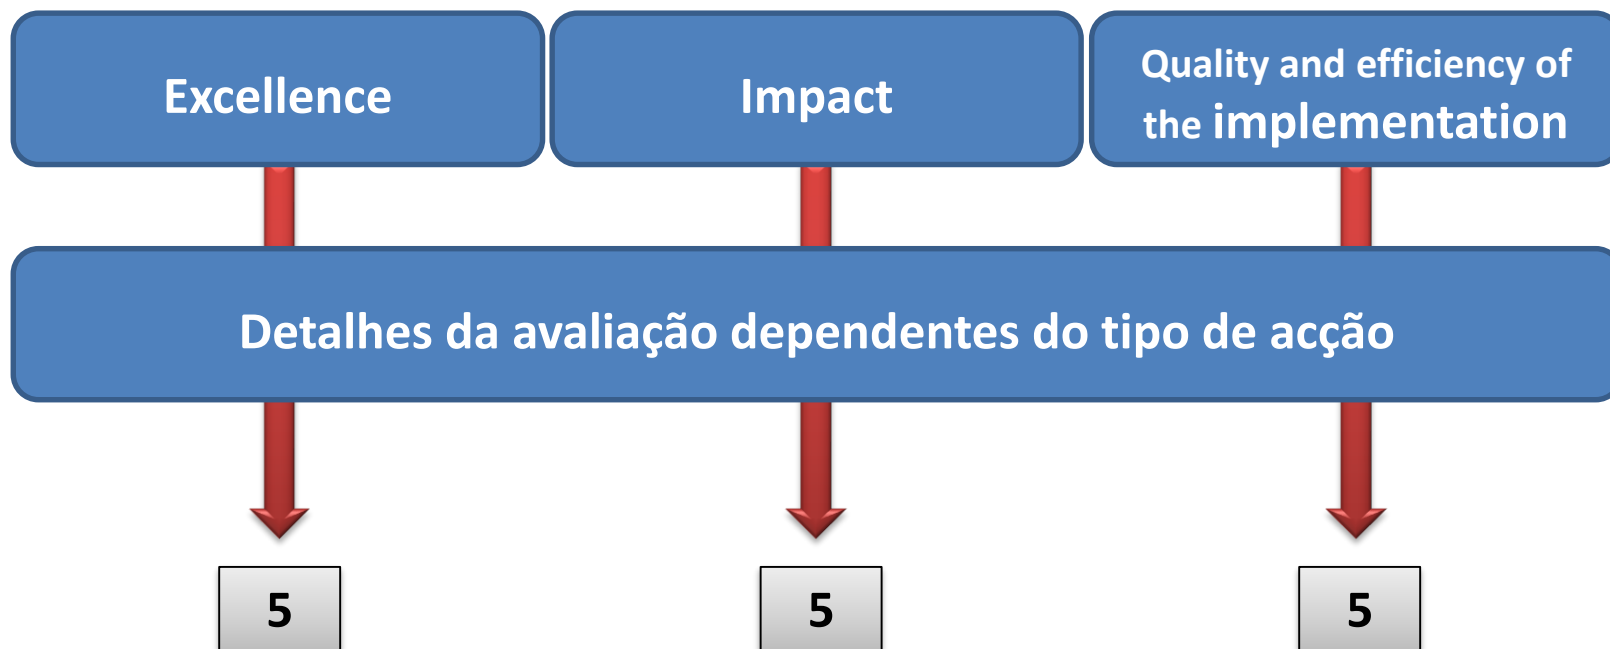 Excellence
Impact
Quality and efficiency of
the implementation
Detalhes da avaliação dependentes do tipo de acção
5
5
5